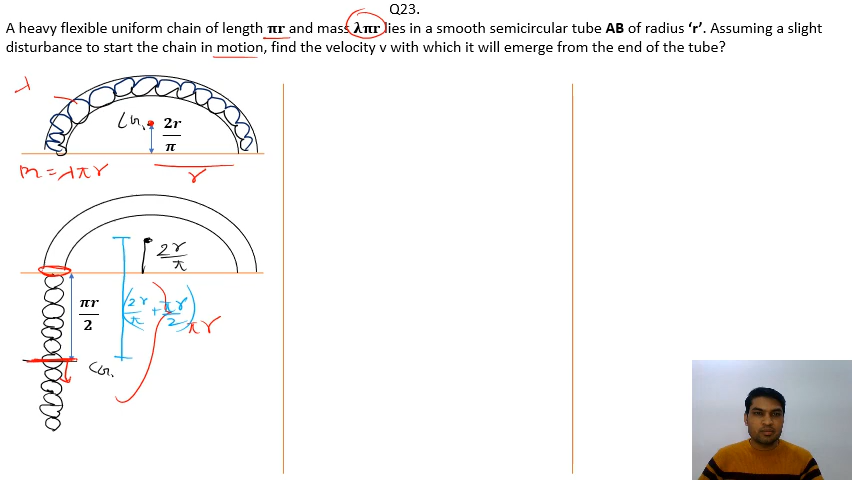 Q23.
A heavy flexible uniform chain of length πr and mass λπr lies in a smooth semicircular tube AB of radius ‘r’. Assuming a slight
disturbance to start the chain in motion, find the velocity v with which it will emerge from the end of the tube?
λ
2r
π
m = λπr
r
2r
π
πr
2
(2r/π + πr/2)
πr